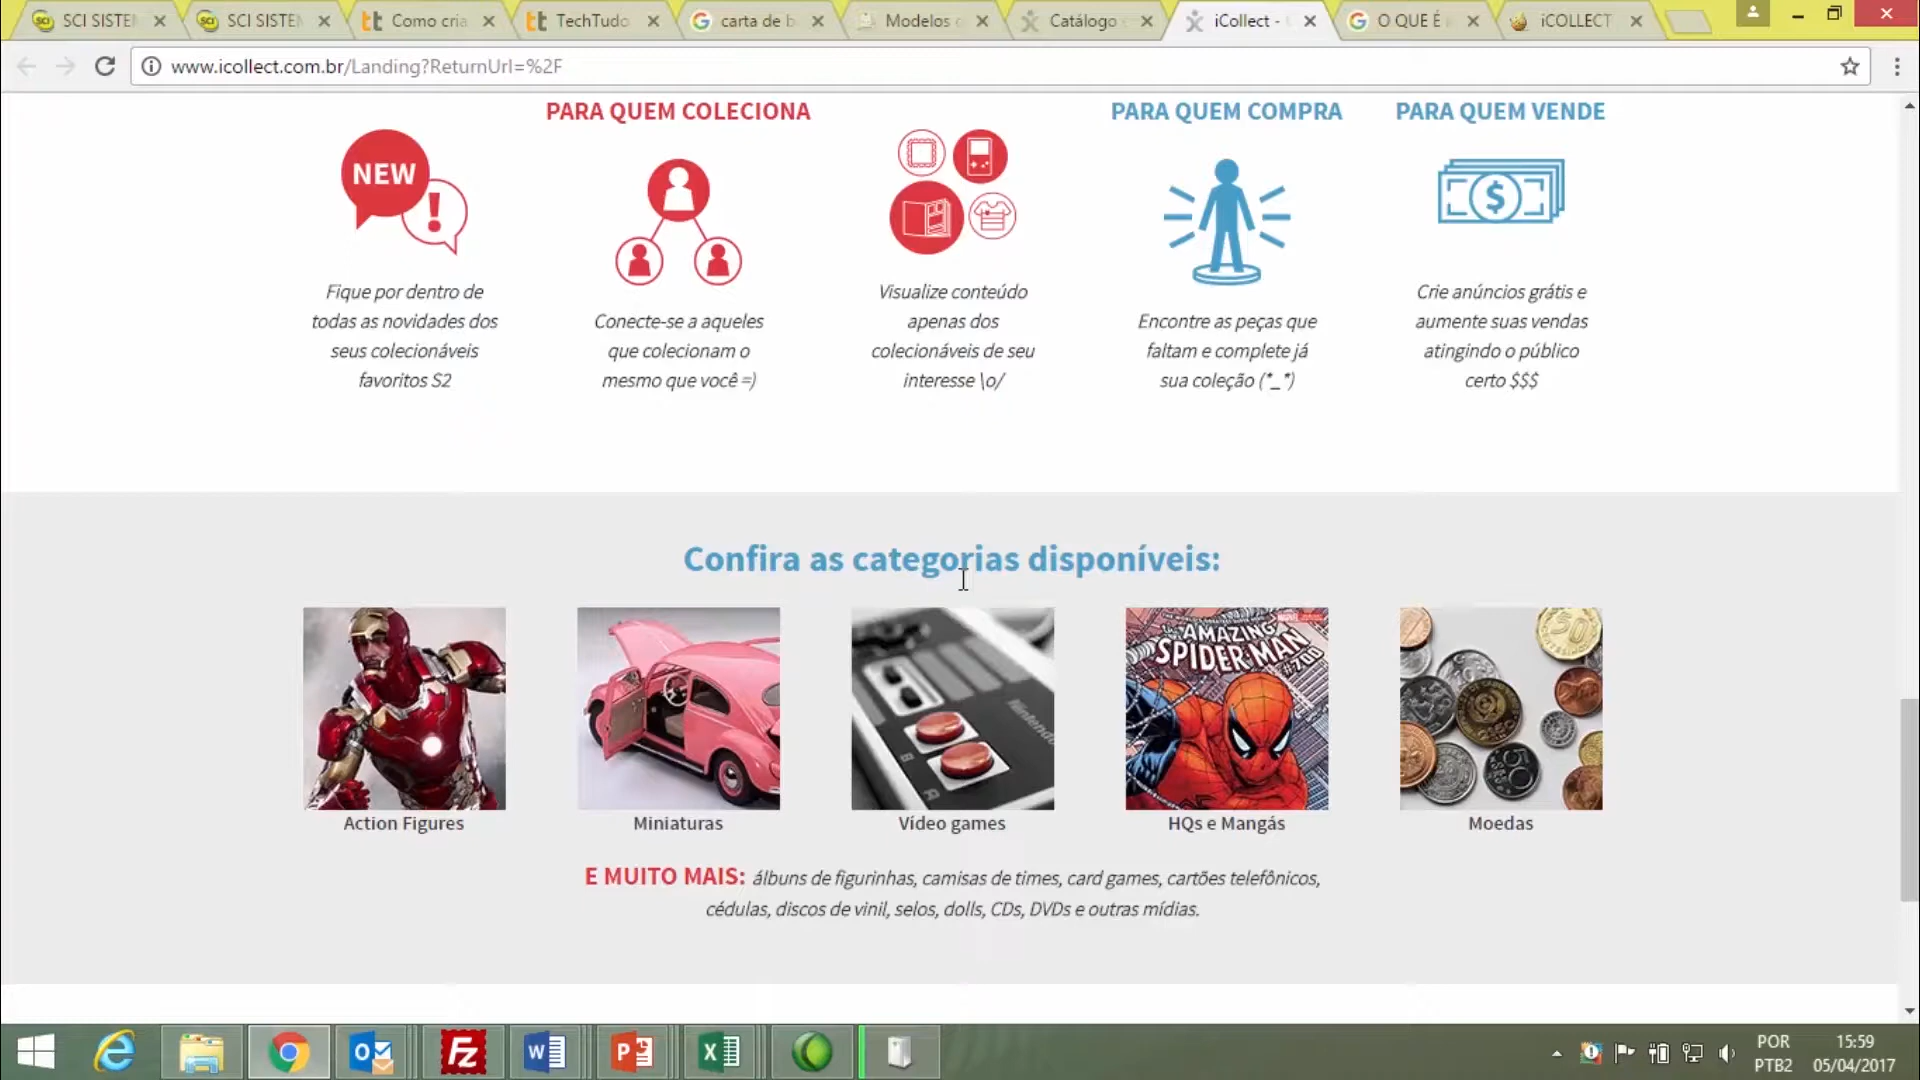 SCI SISTEM
SCI SISTEM
Como cria
TechTudo
carta de b
Modelos
Catálogo
iCollect -
O QUE É
iCOLLECT
www.icollect.com.br/Landing?ReturnUrl=%2F
PARA QUEM COLECIONA
PARA QUEM COMPRA
PARA QUEM VENDE
NEW
!
$
Fique por dentro de
todas as novidades dos
seus colecionáveis
favoritos S2
Conecte-se a aqueles
que colecionam o
mesmo que você =)
Visualize conteúdo
apenas dos
colecionáveis de seu
interesse \o/
Encontre as peças que
faltam e complete já
sua coleção (*_*)
Crie anúncios grátis e
aumente suas vendas
atingindo o público
certo $$$
Confira as categorias disponíveis:
Nintendo
B
A
AMAZING
SPIDER-MAN
#700
50
50
Action Figures
Miniaturas
Vídeo games
HQs e Mangás
Moedas
E MUITO MAIS: álbuns de figurinhas, camisas de times, card games, cartões telefônicos,
cédulas, discos de vinil, selos, dolls, CDs, DVDs e outras mídias.
POR
PTB2
15:59
05/04/2017